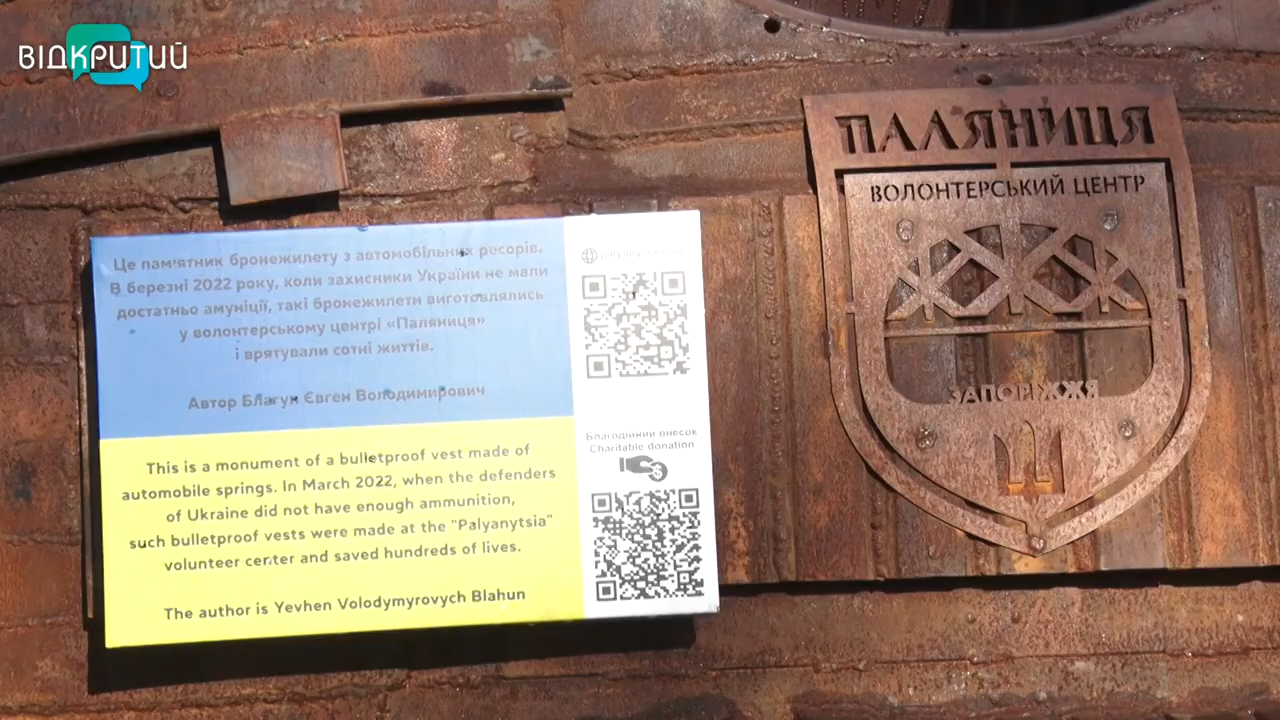 ВІДКРИТИЙ
Це пам'ятник бронежилету з автомобільних ресорів.
В березні 2022 року, коли захисники України не мали
достатньо амуніції, такі бронежилети виготовлялись
у волонтерському центрі «Паляниця»
і врятували сотні життів.
Автор Благун Євген Володимирович
This is a monument of a bulletproof vest made of
automobile springs. In March 2022, when the defenders
of Ukraine did not have enough ammunition,
such bulletproof vests were made at the "Palyanytsia"
volunteer center and saved hundreds of lives.
The author is Yevhen Volodymyrovych Blahun
Благодійний внесок
Charitable donation
ПАЛ'ЯНИЦЯ
ВОЛОНТЕРСЬКИЙ ЦЕНТР
ЗАПОРІЖЖЯ